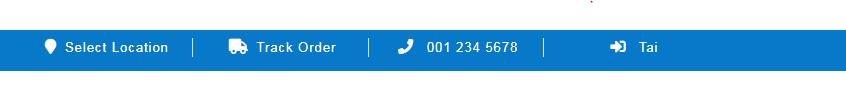 Select Location
Track Order
001 234 5678
Tai